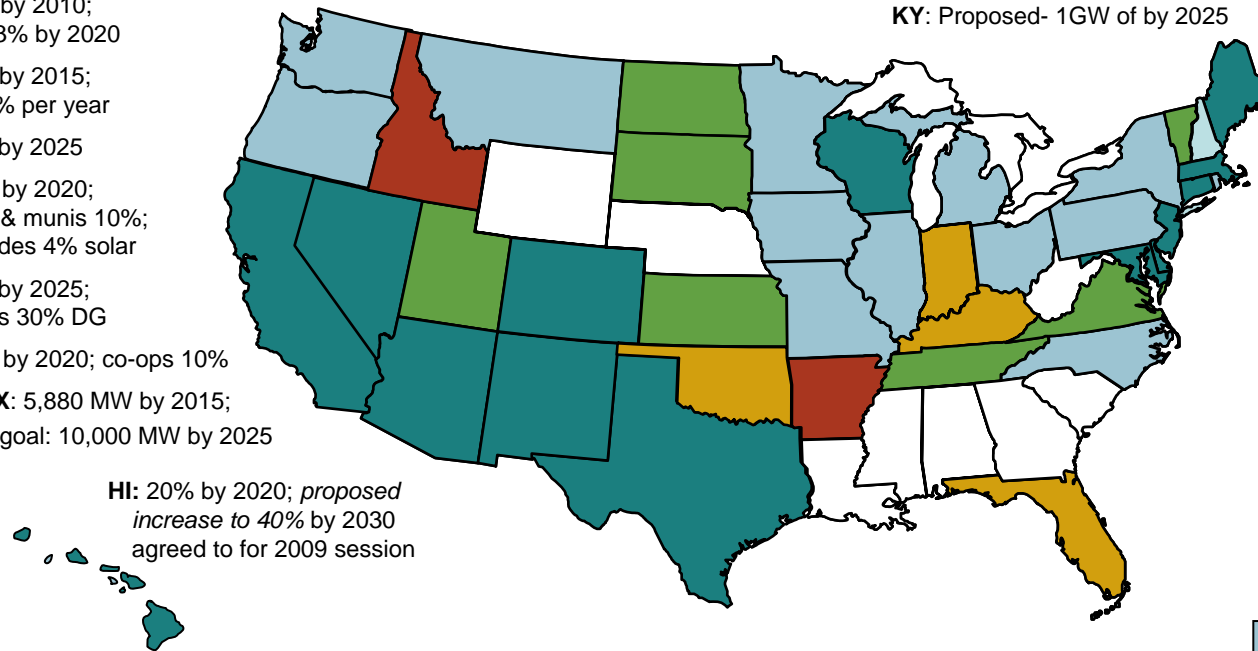 by 2010;
% by 2020
by 2015;
% per year
by 2025
by 2020;
& munis 10%;
4% solar
by 2025;
30% DG
by 2020; co-ops 10%
X: 5,880 MW by 2015;
goal: 10,000 MW by 2025
HI: 20% by 2020; proposed
increase to 40% by 2030
agreed to for 2009 session
KY: Proposed- 1GW of by 2025